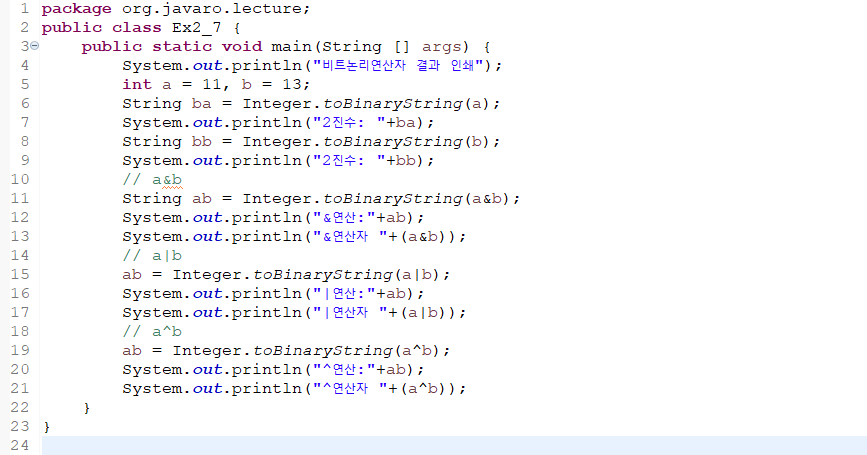 1 package org.javaro.lecture;
2 public class Ex2_7 {
3 public static void main(String [] args) {
4 System.out.println("비트논리연산자 결과 인쇄");
5 int a = 11, b = 13;
6 String ba = Integer.toBinaryString(a);
7 System.out.println("2진수: "+ba);
8 String bb = Integer.toBinaryString(b);
9 System.out.println("2진수: "+bb);
10 // a&b
11 String ab = Integer.toBinaryString(a&b);
12 System.out.println("&연산:"+ab);
13 System.out.println("&연산자 "+(a&b));
14 // a|b
15 ab = Integer.toBinaryString(a|b);
16 System.out.println("|연산:"+ab);
17 System.out.println("|연산자 "+(a|b));
18 // a^b
19 ab = Integer.toBinaryString(a^b);
20 System.out.println("^연산:"+ab);
21 System.out.println("^연산자 "+(a^b));
22 }
23 }
24